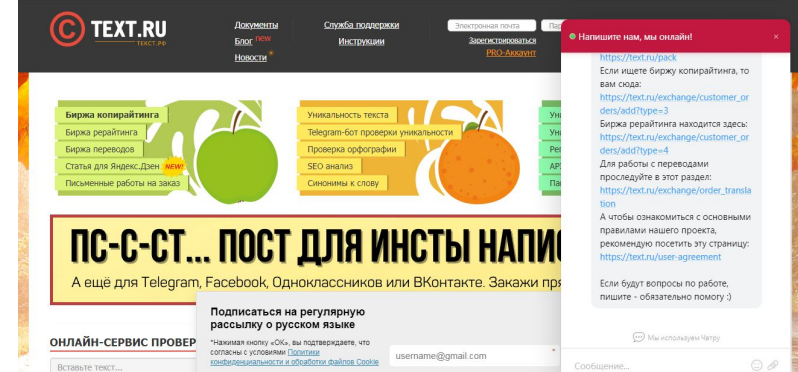 TEXT.RU
ТЕКСТ.РФ
Документы
Блог new
Новости
Служба поддержки
Инструкции
Электронная почта
Зарегистрироваться
PRO-Аккаунт
Биржа копирайтинга
Биржа рерайтинга
Биржа переводов
Статья для Яндекс.Дзен NEW!
Письменные работы на заказ
Уникальность текста
Telegram-бот проверки уникальности
Проверка орфографии
SEO анализ
Синонимы к слову
ПС-С-СТ... ПОСТ ДЛЯ ИНСТЫ
А ещё для Telegram, Facebook, Одноклассников или ВКонтакте. Закажи
ОНЛАЙН-СЕРВИС
Вставьте текст...
Подписаться на регулярную
рассылку о русском языке
*Нажимая кнопку «ОК», вы подтверждаете, что
согласны с условиями Политики
конфиденциальности и обработки файлов Cookie
username@gmail.com
*
Напишите нам, мы онлайн!
×
https://text.ru/pack
Если ищете биржу копирайтинга, то
вам сюда:
https://text.ru/exchange/customer_or
ders/add?type=3
Биржа рерайтинга находится здесь:
https://text.ru/exchange/customer_or
ders/add?type=4
Для работы с переводами
проследуйте в этот раздел:
https://text.ru/exchange/order_transla
tion
А чтобы ознакомиться с основными
правилами нашего проекта,
рекомендую посетить эту страницу:
https://text.ru/user-agreement
Если будут вопросы по работе,
пишите - обязательно помогу :)
Мы используем Чатру
Сообщение...